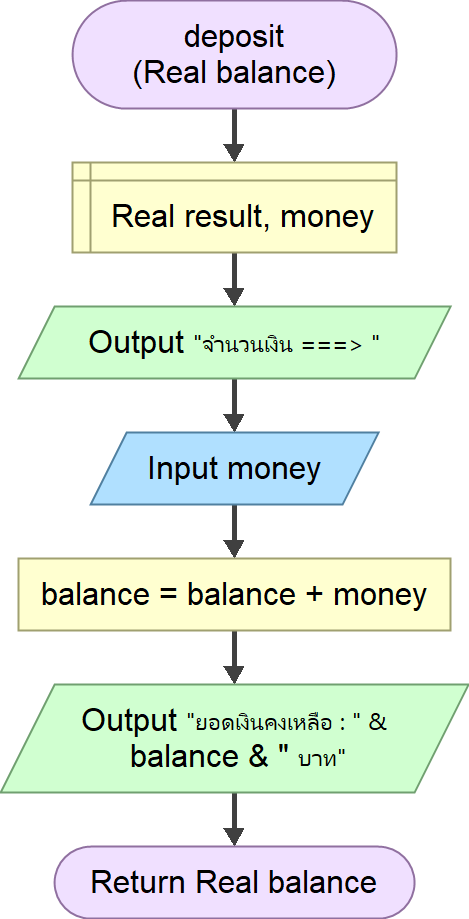 deposit
(Real balance)
Real result, money
Output "จำนวนเงิน ===> "
Input money
balance = balance + money
Output "ยอดเงินคงเหลือ : " &
balance & " บาท"
Return Real balance